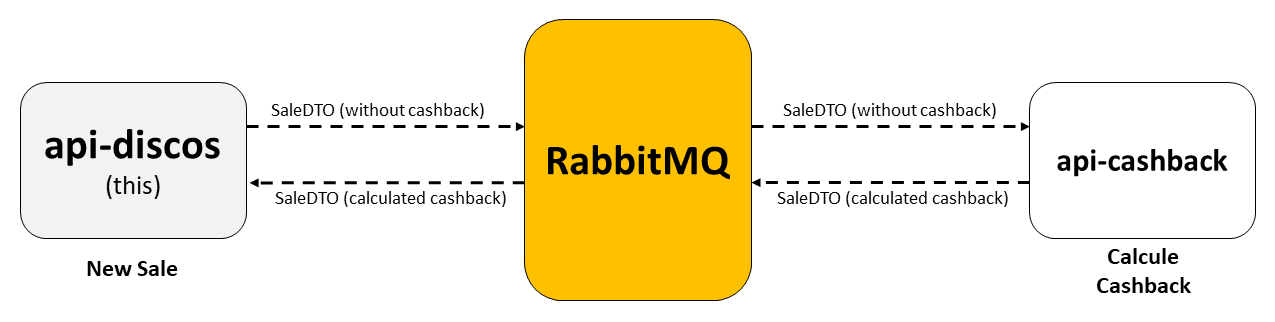 api-discos
(this)
New Sale
SaleDTO (without cashback)
SaleDTO (calculated cashback)
RabbitMQ
SaleDTO (without cashback)
SaleDTO (calculated cashback)
api-cashback
Calcule
Cashback